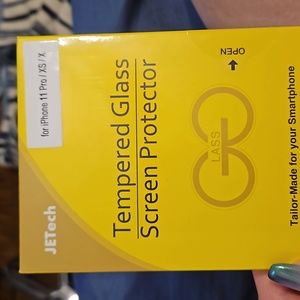 for iPhone 11 Pro / XS / X
OPEN
JETech
Tempered Glass
Screen Protector
GLASS
Tailor-Made for your Smartphone